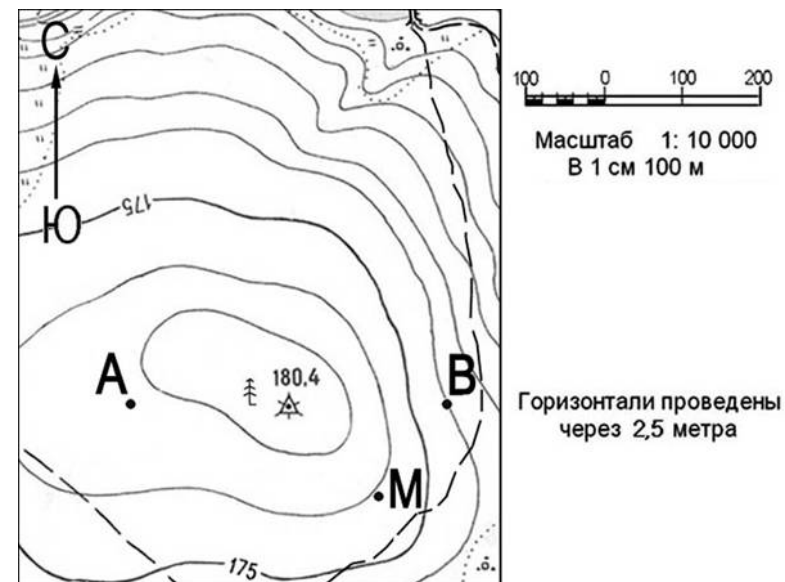 С
Ю
175
А
180,4
В
М
175
100 0 100 200
Масштаб 1: 10 000
В 1 см 100 м
Горизонтали проведены
через 2,5 метра